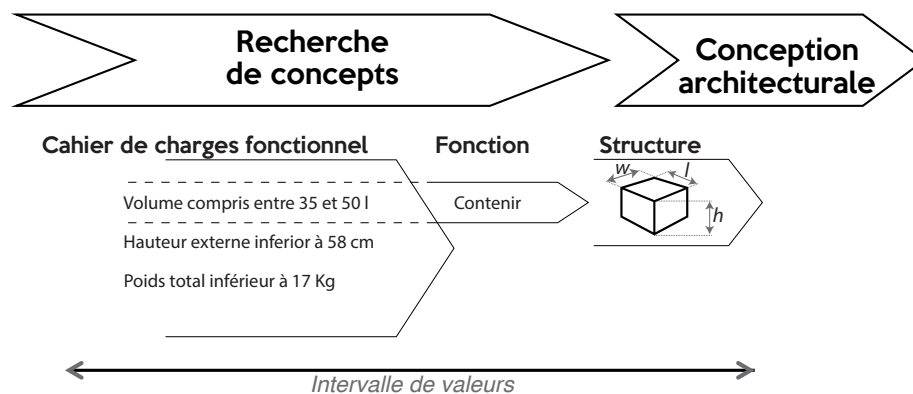 Recherche
de concepts
Conception
architecturale
Cahier de charges fonctionnel
Fonction
Structure
Volume compris entre 35 et 50 l
Contenir
w
l
h
Hauteur externe inferior à 58 cm
Poids total inférieur à 17 Kg
Intervalle de valeurs